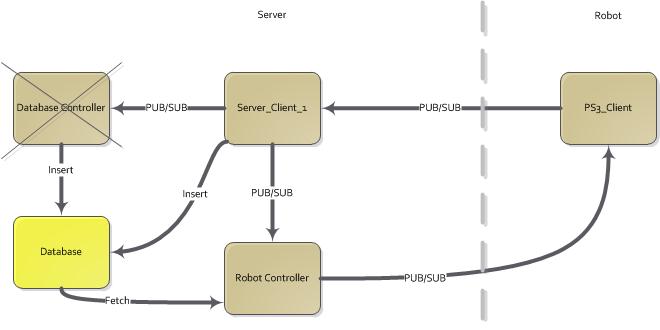 Server
Robot
Database Controller
PUB/SUB
Server_Client_1
PUB/SUB
PS3_Client
Insert
Insert
PUB/SUB
Database
Robot Controller
PUB/SUB
Fetch